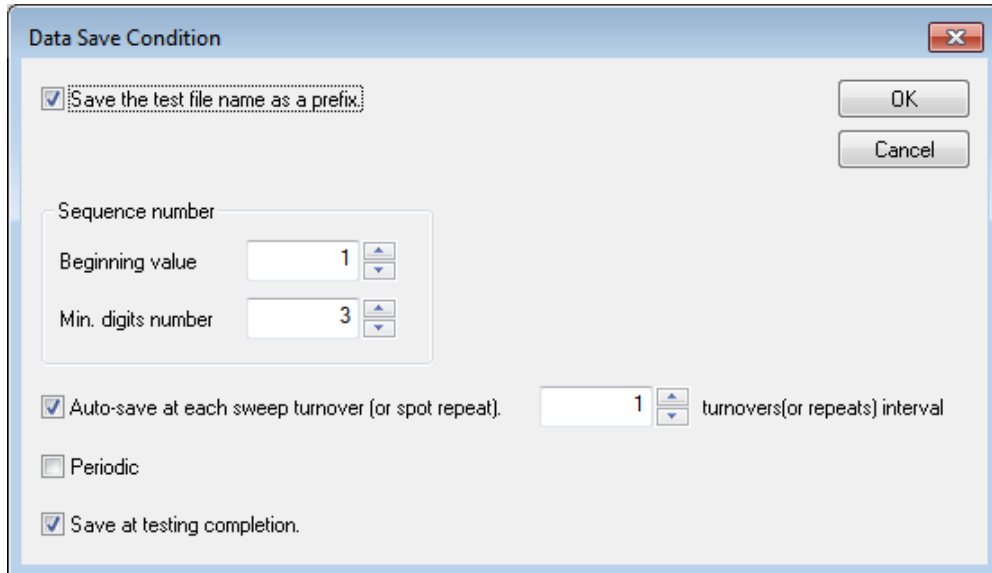 Data Save Condition
Save the test file name as a prefix.
OK
Cancel
Sequence number
Beginning value 1
Min. digits number 3
Auto-save at each sweep turnover (or spot repeat). 1 turnovers(or repeats) interval
Periodic
Save at testing completion.